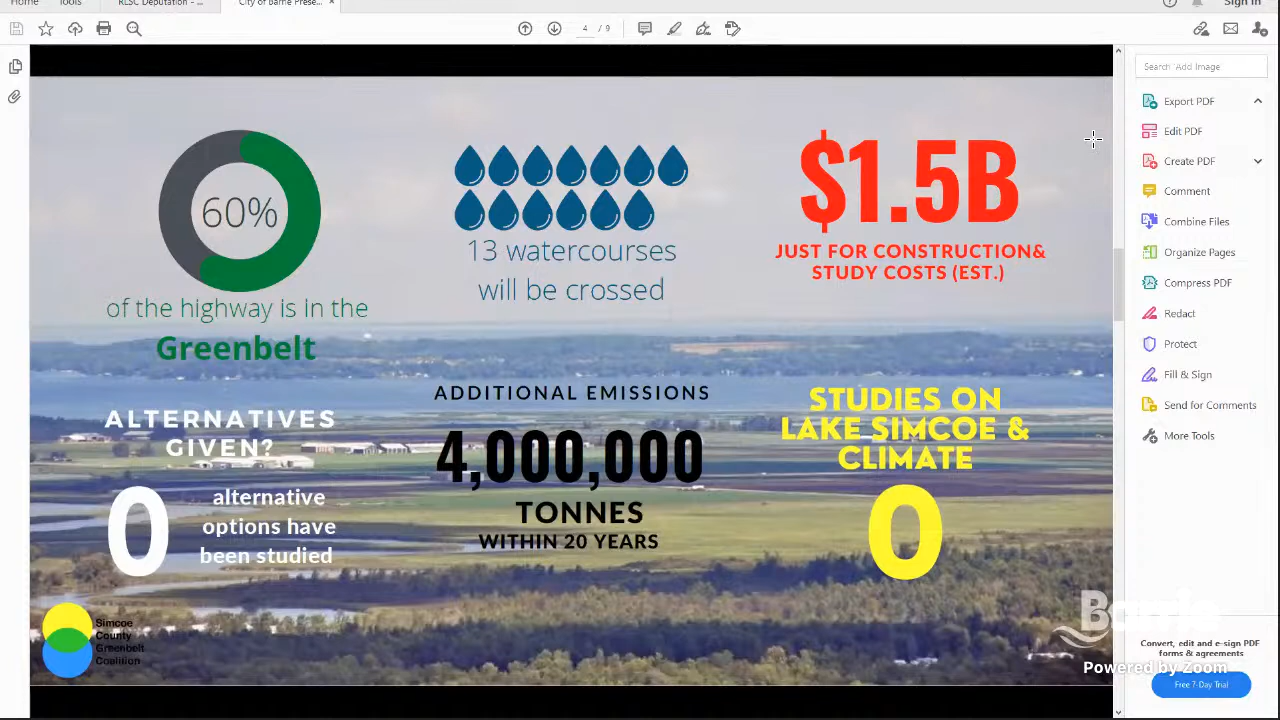 Home
Tools
RLSC Deputation - ...
City of Barrie Prese...
×
Sign In
4 / 9
Search 'Add Image'
Export PDF
Edit PDF
Create PDF
Comment
Combine Files
Organize Pages
Compress PDF
Redact
Protect
Fill & Sign
Send for Comments
More Tools
60%
of the highway is in the
Greenbelt
13 watercourses
will be crossed
$1.5B
JUST FOR CONSTRUCTION&
STUDY COSTS (EST.)
ALTERNATIVES
GIVEN?
0
alternative
options have
been studied
ADDITIONAL EMISSIONS
4,000,000
TONNES
WITHIN 20 YEARS
STUDIES ON
LAKE SIMCOE &
CLIMATE
0
Simcoe
County
Greenbelt
Coalition
Barrie
Powered by Zoom
Convert, edit and e-sign PDF
forms & agreements
Free 7-Day Trial